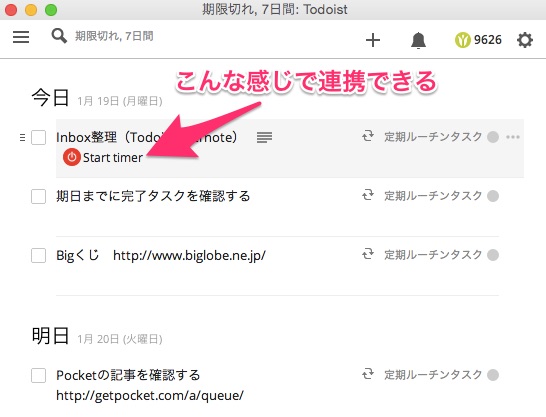 期限切れ, 7日間: Todoist
期限切れ, 7日間
9626
こんな感じで連携できる
今日 1月 19日 (月曜日)
Inbox整理（Todoi note） 定期ルーチンタスク
Start timer
期日までに完了タスクを確認する 定期ルーチンタスク
Bigくじ http://www.biglobe.ne.jp/ 定期ルーチンタスク
明日 1月 20日 (火曜日)
Pocketの記事を確認する 定期ルーチンタスク
http://getpocket.com/a/queue/